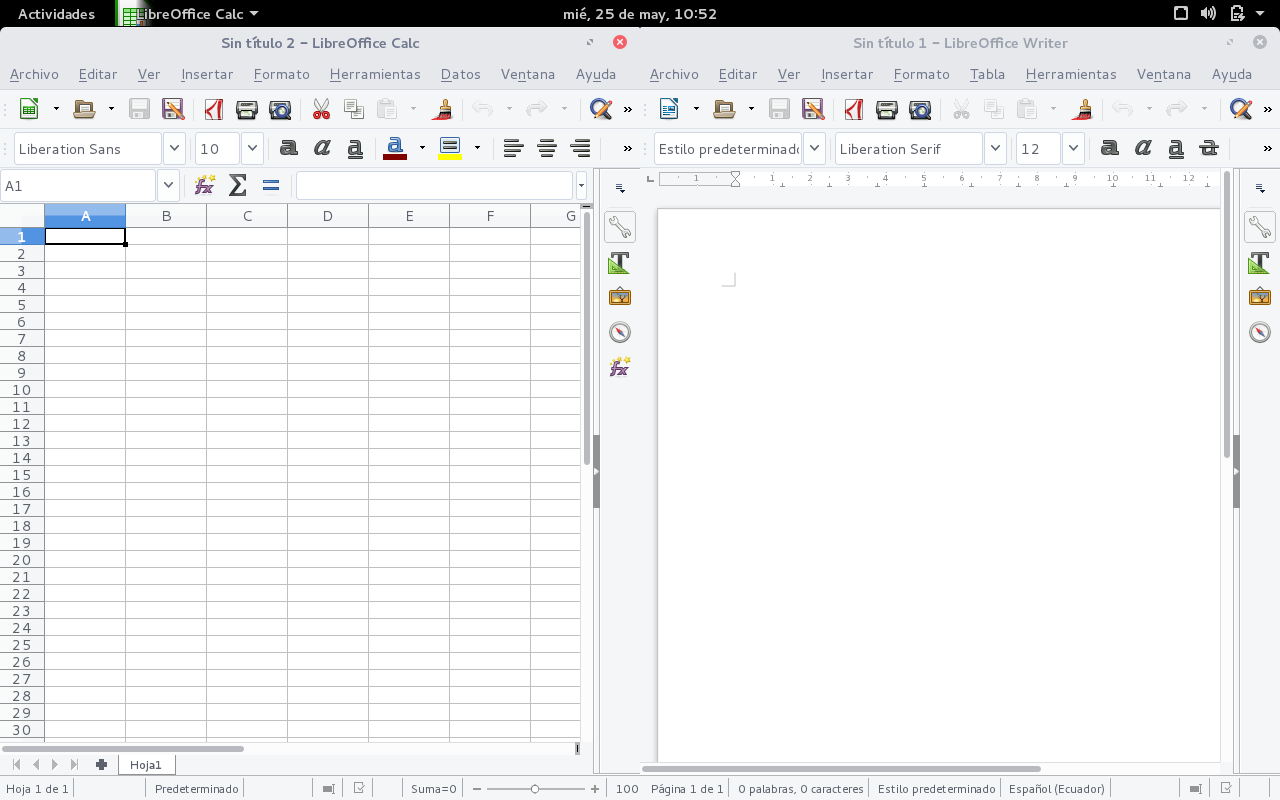 Actividades LibreOffice Calc mié, 25 de may, 10:52
Sin título 2 – LibreOffice Calc
Archivo Editar Ver Insertar Formato Herramientas Datos Ventana Ayuda
Liberation Sans 10
A1
A B C D E F G
1
2
3
4
5
6
7
8
9
10
11
12
13
14
15
16
17
18
19
20
21
22
23
24
25
26
27
28
29
30
Hoja1
Hoja 1 de 1 Predeterminado Suma=0 100
Sin título 1 – LibreOffice Writer
Archivo Editar Ver Insertar Formato Tabla Herramientas Ventana Ayuda
Estilo predeterminado Liberation Serif 12
1 1 2 3 4 5 6 7 8 9 10 11 12
Página 1 de 1 0 palabras, 0 caracteres Estilo predeterminado Español (Ecuador)